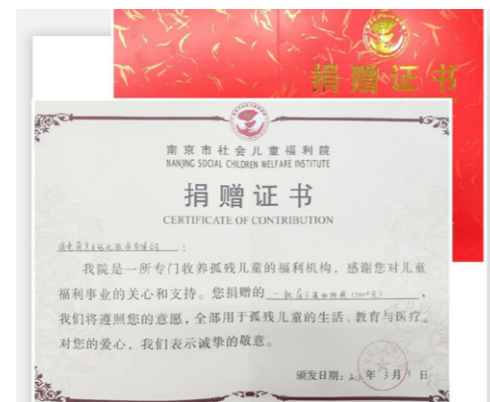 捐赠证书
南京市社会儿童福利院
NANJING SOCIAL CHILDREN WELFARE INSTITUTE
捐赠证书
CERTIFICATE OF CONTRIBUTION
我院是一所专门收养孤残儿童的福利机构，感谢您对儿童
福利事业的关心和支持。您捐赠的
我们将遵照您的意愿，全部用于孤残儿童的生活、教育与医疗。
对您的爱心，我们表示诚挚的敬意。
颁发日期： 年 月 日